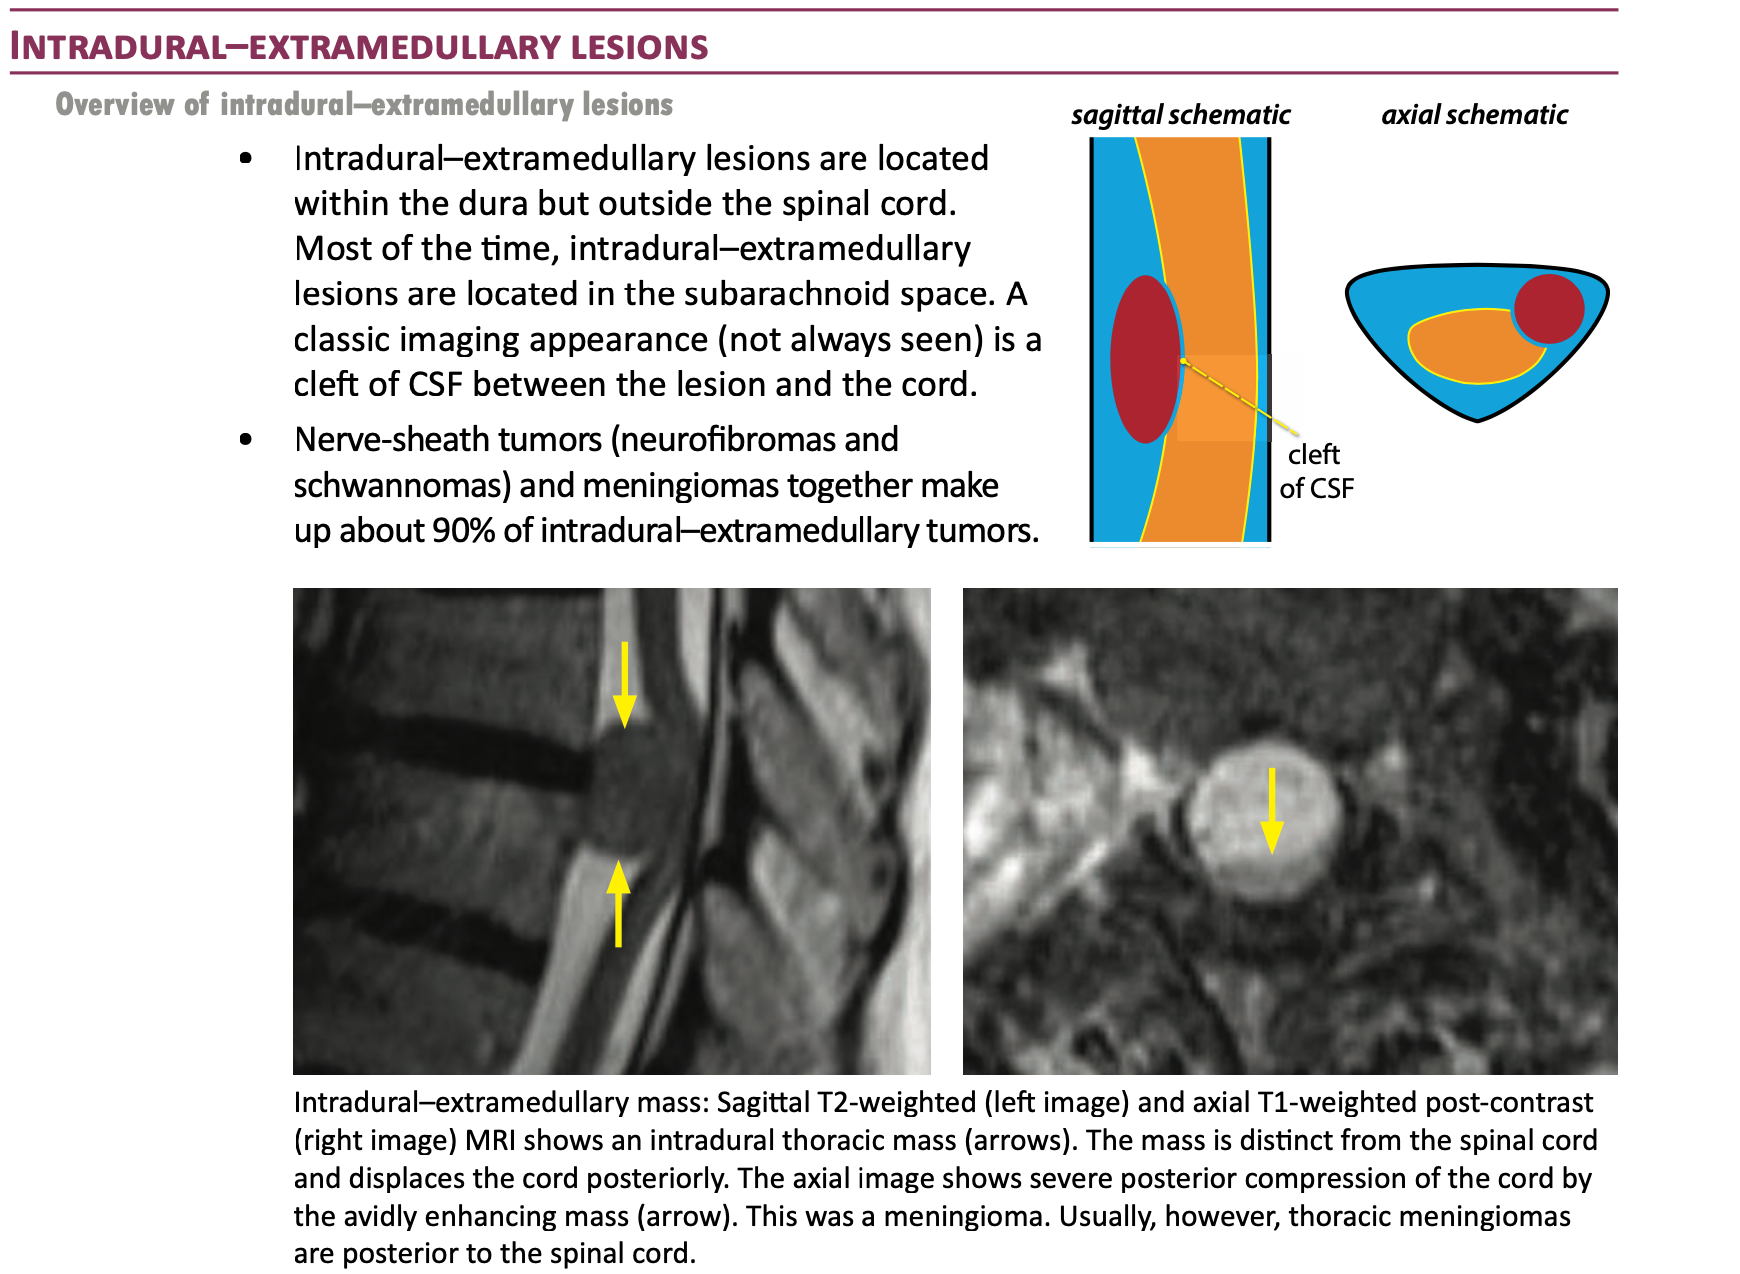 INTRADURAL–EXTRAMEDULLARY LESIONS
Overview of intradural–extramedullary lesions
• Intradural–extramedullary lesions are located
within the dura but outside the spinal cord.
Most of the time, intradural–extramedullary
lesions are located in the subarachnoid space. A
classic imaging appearance (not always seen) is a
cleft of CSF between the lesion and the cord.
• Nerve-sheath tumors (neurofibromas and
schwannomas) and meningiomas together make
up about 90% of intradural–extramedullary tumors.
sagittal schematic
axial schematic
cleft
of CSF
Intradural–extramedullary mass: Sagittal T2-weighted (left image) and axial T1-weighted post-contrast
(right image) MRI shows an intradural thoracic mass (arrows). The mass is distinct from the spinal cord
and displaces the cord posteriorly. The axial image shows severe posterior compression of the cord by
the avidly enhancing mass (arrow). This was a meningioma. Usually, however, thoracic meningiomas
are posterior to the spinal cord.